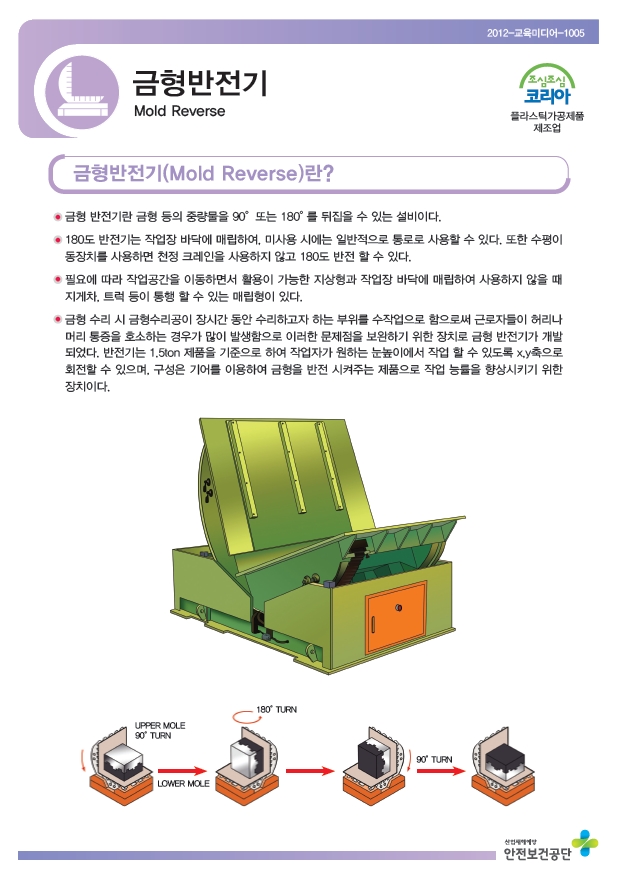 2012-교육미디어-1005
금형반전기
Mold Reverse
조심조심
코리아
플라스틱가공제품
제조업
금형반전기(Mold Reverse)란?
금형 반전기란 금형 등의 중량물을 90° 또는 180°를 뒤집을 수 있는 설비이다.
180도 반전기는 작업장 바닥에 매립하여, 미사용 시에는 일반적으로 통로로 사용할 수 있다. 또한 수평이
동장치를 사용하면 천정 크레인을 사용하지 않고 180도 반전 할 수 있다.
필요에 따라 작업공간을 이동하면서 활용이 가능한 지상형과 작업장 바닥에 매립하여 사용하지 않을 때
지게차, 트럭 등이 통행 할 수 있는 매립형이 있다.
금형 수리 시 금형수리공이 장시간 동안 수리하고자 하는 부위를 수작업으로 함으로써 근로자들이 허리나
머리 통증을 호소하는 경우가 많이 발생함으로 이러한 문제점을 보완하기 위한 장치로 금형 반전기가 개발
되었다. 반전기는 1.5ton 제품을 기준으로 하여 작업자가 원하는 눈높이에서 작업 할 수 있도록 x,y축으로
회전할 수 있으며, 구성은 기어를 이용하여 금형을 반전 시켜주는 제품으로 작업 능률을 향상시키기 위한
장치이다.
180° TURN
UPPER MOLE
90° TURN
90° TURN
LOWER MOLE
산업재해예방
안전보건공단